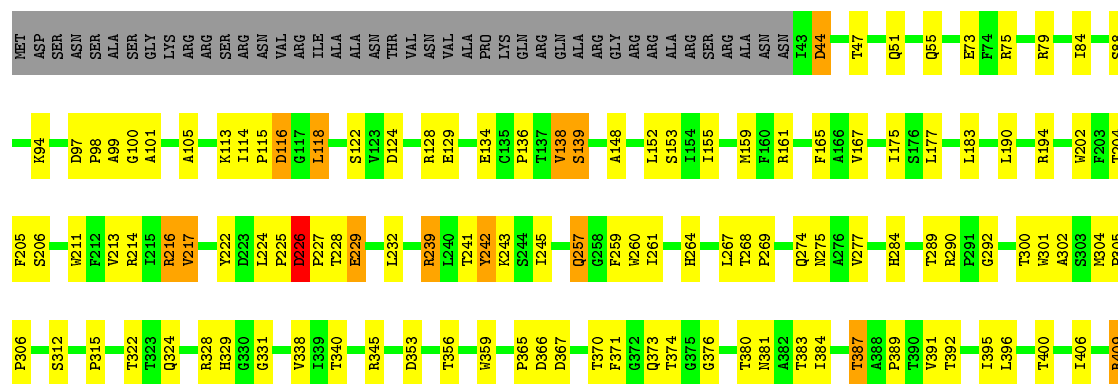 MET ASP SER ASN SER ALA SER GLY LYS ARG ARG SER ARG ASN VAL ARG ILE ALA ALA ASN THR VAL ASN VAL ALA PRO LYS GLN ARG GLN ALA ARG GLY ARG ARG ALA ARG SER ARG ALA ASN ASN I43 D44 T47 Q51 Q55 E73 F74 R75 R79 I84 S88
K94 D97 P98 A99 G100 A101 A105 K113 I114 P115 D116 G117 L118 S122 V123 D124 R128 E129 E134 C135 P136 T137 V138 S139 A148 L152 S153 I154 I155 M159 F160 R161 F165 A166 V167 I175 S176 L177 L183 L190 R194 W202 F203 T204
F205 S206 W211 F212 V213 R214 I215 R216 V217 Y222 D223 L224 P225 D226 P227 T228 E229 L232 R239 L240 T241 Y242 K243 S244 I245 Q257 G258 F259 W260 I261 H264 L267 T268 P269 Q274 N275 A276 V277 H284 T289 R290 P291 G292 T300 W301 A302 S303 M304 P305
P306 S312 P315 T322 T323 Q324 R328 H329 G330 G331 V338 I339 T340 R345 D353 T356 W359 P365 D366 D367 T370 F371 G372 Q373 T374 G375 G376 T380 N381 A382 T383 I384 T387 A388 P389 T390 V391 T392 I395 L396 T400 I406